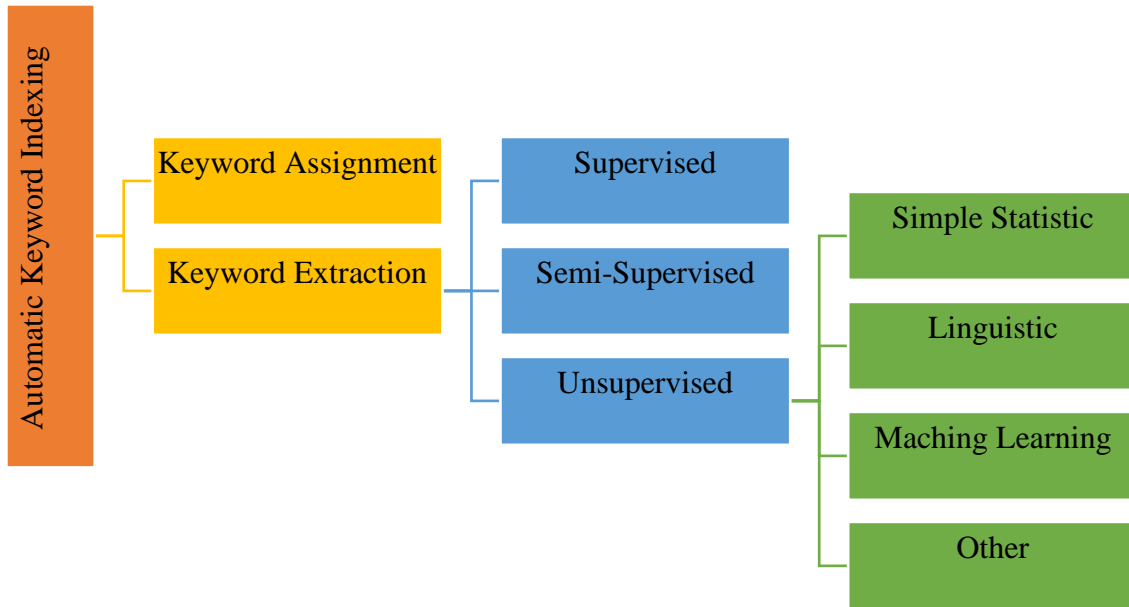 Automatic Keyword Indexing
Keyword Assignment
Keyword Extraction
Supervised
Semi-Supervised
Unsupervised
Simple Statistic
Linguistic
Maching Learning
Other